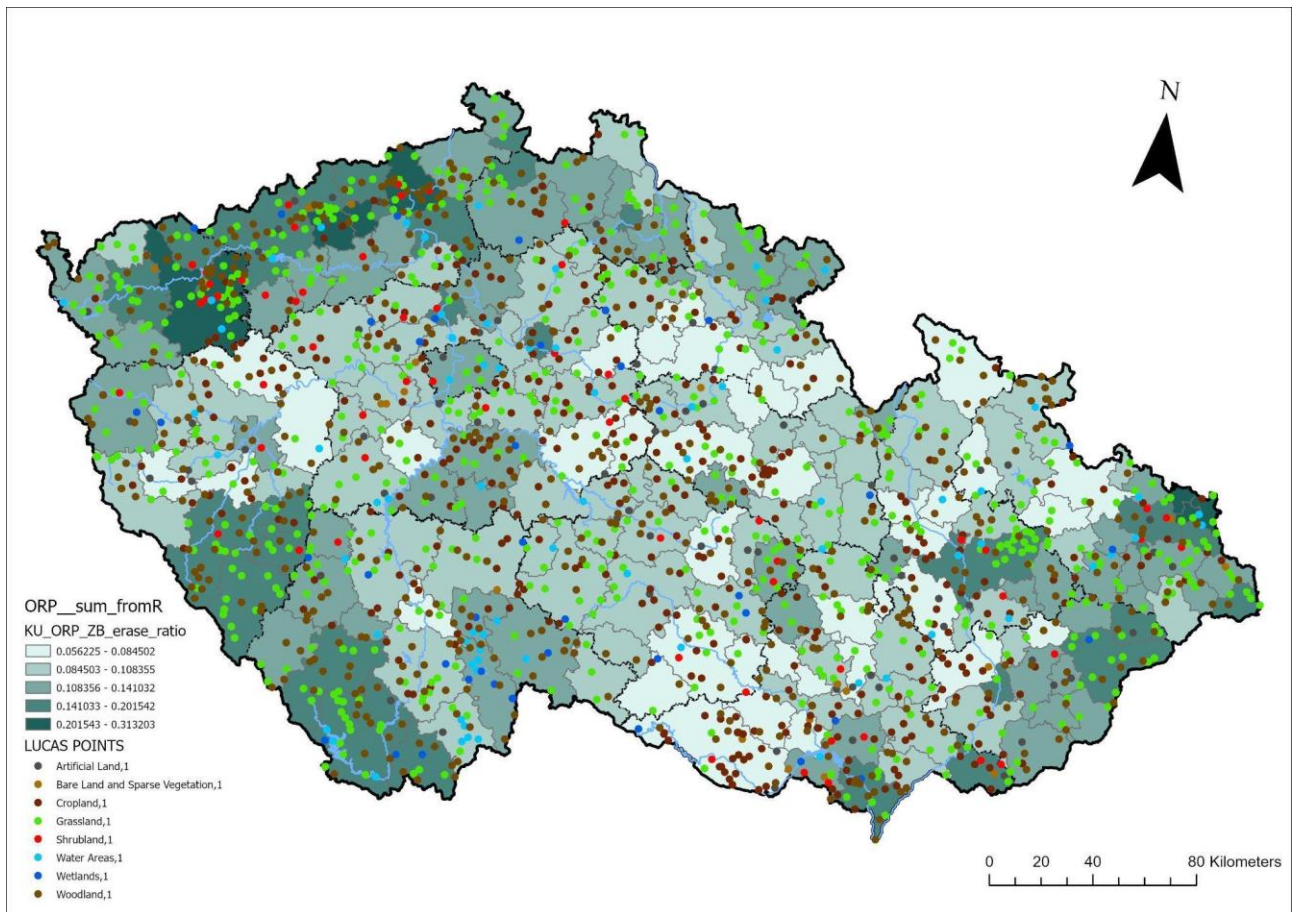 N
ORP__sum_fromR
KU_ORP_ZB_erase_ratio
0.056225 - 0.084502
0.084503 - 0.108355
0.108356 - 0.141032
0.141033 - 0.201542
0.201543 - 0.313203
LUCAS POINTS
Artificial Land,1
Bare Land and Sparse Vegetation,1
Cropland,1
Grassland,1
Shrubland,1
Water Areas,1
Wetlands,1
Woodland,1
0 20 40 80 Kilometers